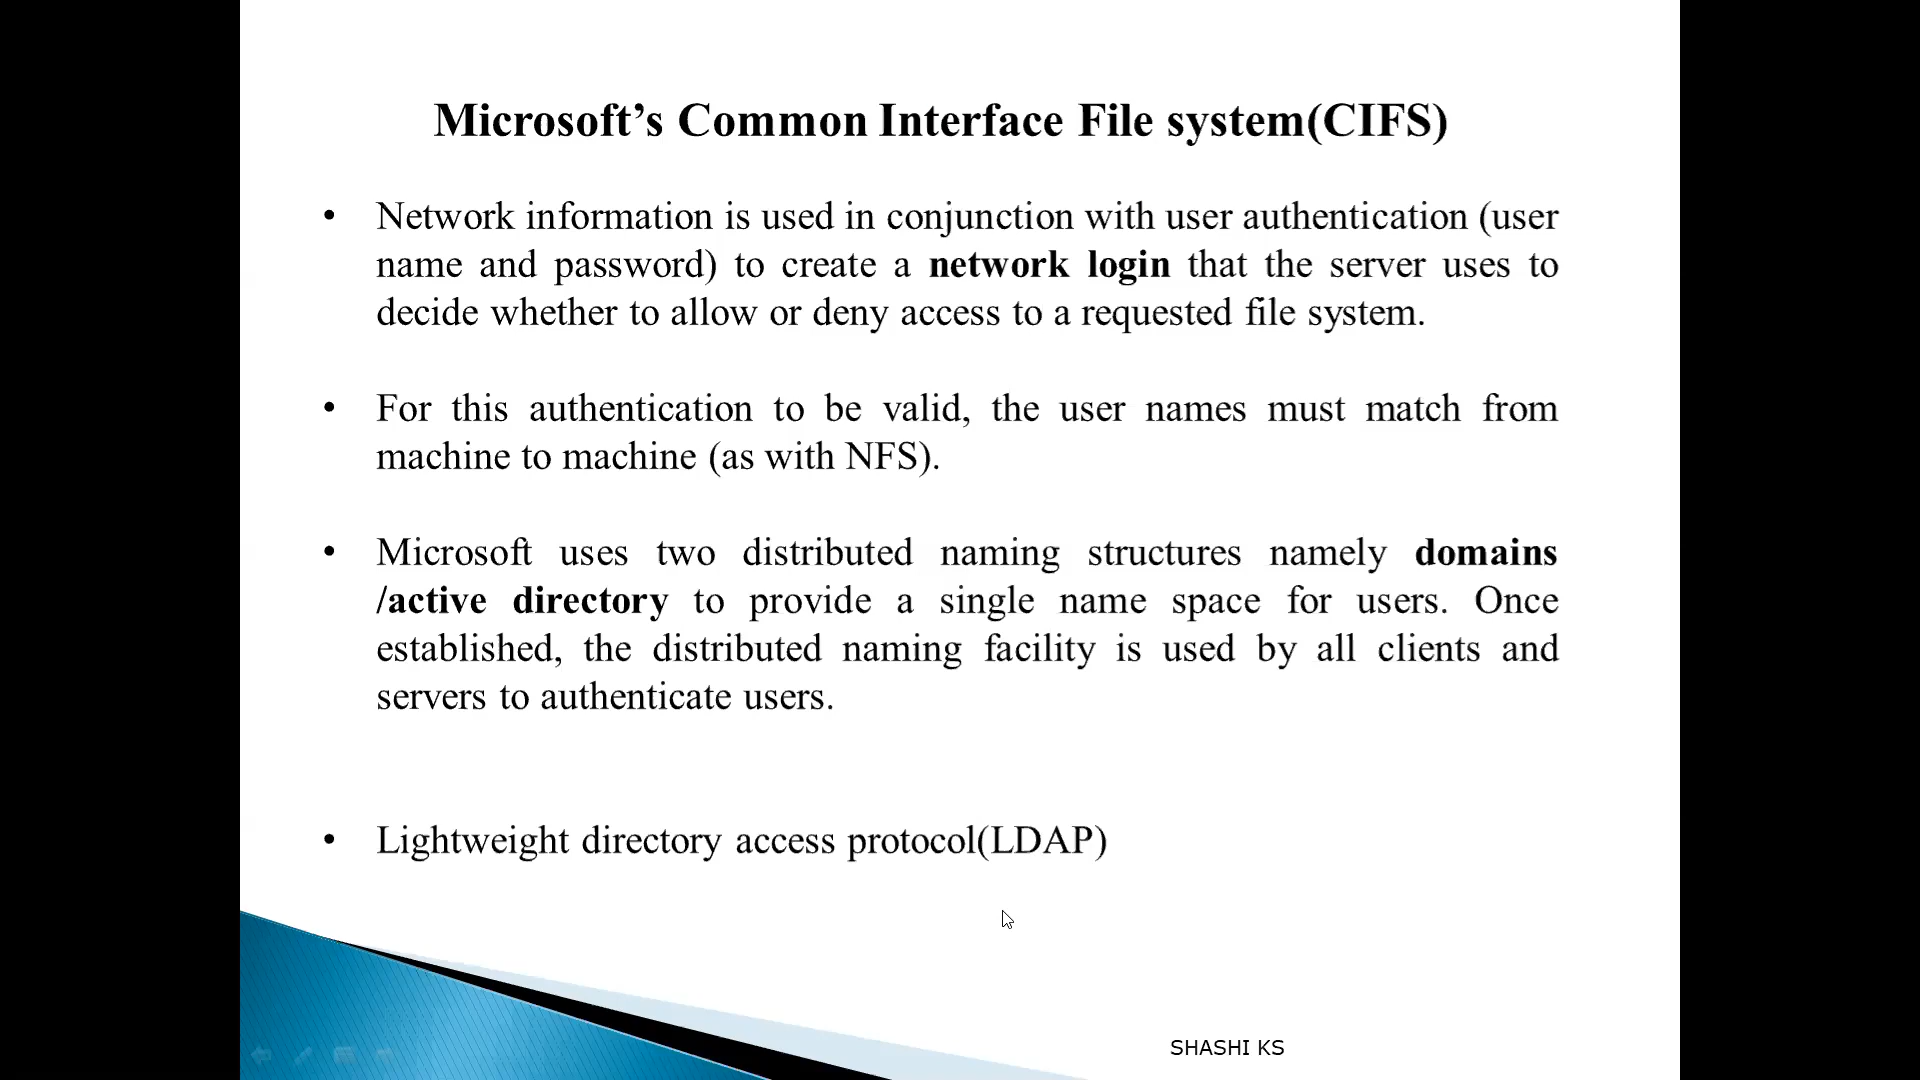 Microsoft’s Common Interface File system(CIFS)
• Network information is used in conjunction with user authentication (user
name and password) to create a network login that the server uses to
decide whether to allow or deny access to a requested file system.
• For this authentication to be valid, the user names must match from
machine to machine (as with NFS).
• Microsoft uses two distributed naming structures namely domains
/active directory to provide a single name space for users. Once
established, the distributed naming facility is used by all clients and
servers to authenticate users.
• Lightweight directory access protocol(LDAP)
SHASHI KS